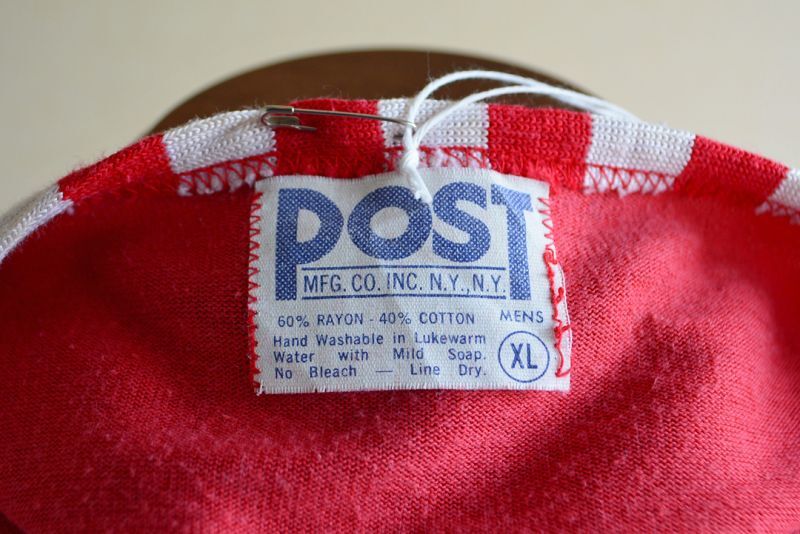 POST
MFG. CO. INC. N.Y., N.Y.
60% RAYON - 40% COTTON MENS
Hand Washable in Lukewarm
Water with Mild Soap.
No Bleach — Line Dry.
XL